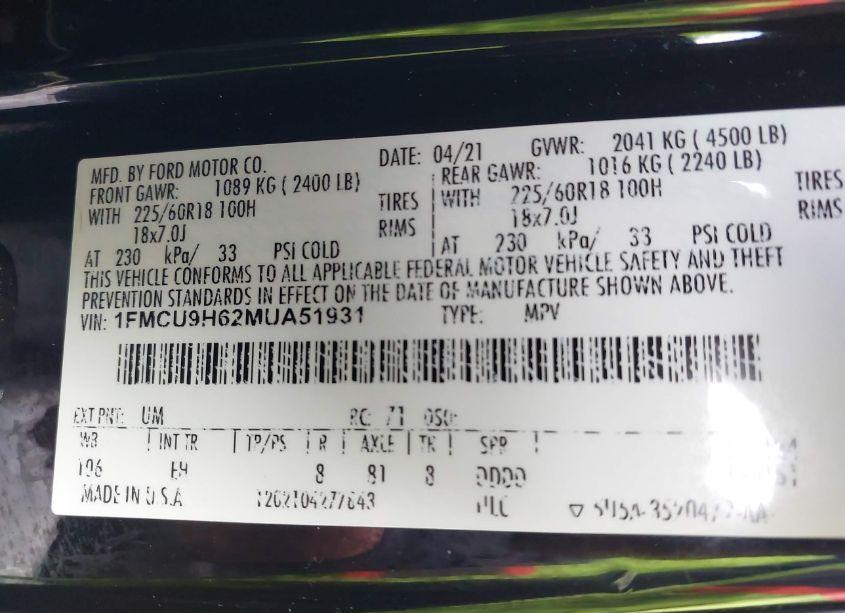 MFD. BY FORD MOTOR CO. DATE: 04/21 GVWR: 2041 KG ( 4500 LB)
FRONT GAWR: 1089 KG ( 2400 LB) REAR GAWR: 1016 KG ( 2240 LB)
WITH 225/60R18 100H TIRES WITH 225/60R18 100H TIRES
18x7.0J RIMS 18x7.0J RIMS
AT 230 kPa/ 33 PSI COLD AT 230 kPa/ 33 PSI COLD
THIS VEHICLE CONFORMS TO ALL APPLICABLE FEDERAL MOTOR VEHICLE SAFETY AND THEFT
PREVENTION STANDARDS IN EFFECT ON THE DATE OF MANUFACTURE SHOWN ABOVE.
VIN: 1FMCU9H62MUA51931 TYPE: MPV
EXT PNT: UM RC: 71 DSO:
WB INT TR TP/PS R AXLE TR SPR
8 81 8
MADE IN U.S.A